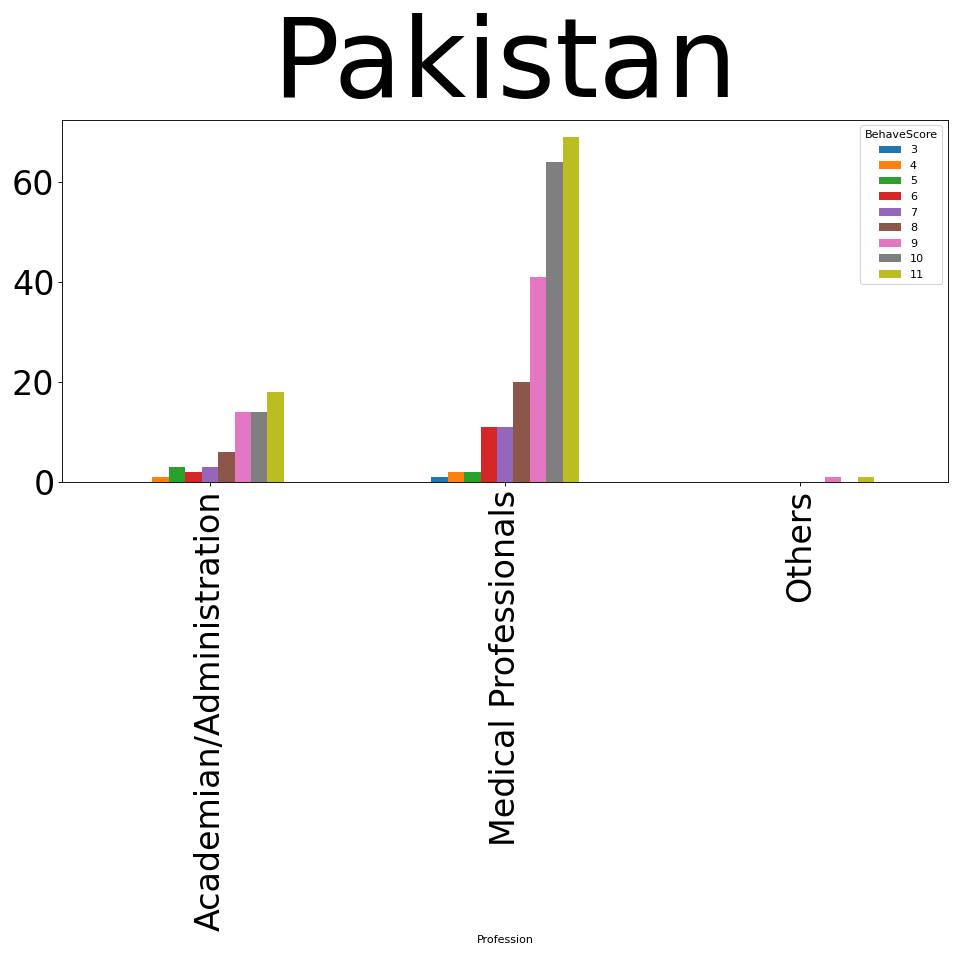 Pakistan
BehaveScore
3
4
5
6
7
8
9
10
11
60
40
20
0
Academian/Administration
Medical Professionals
Others
Profession